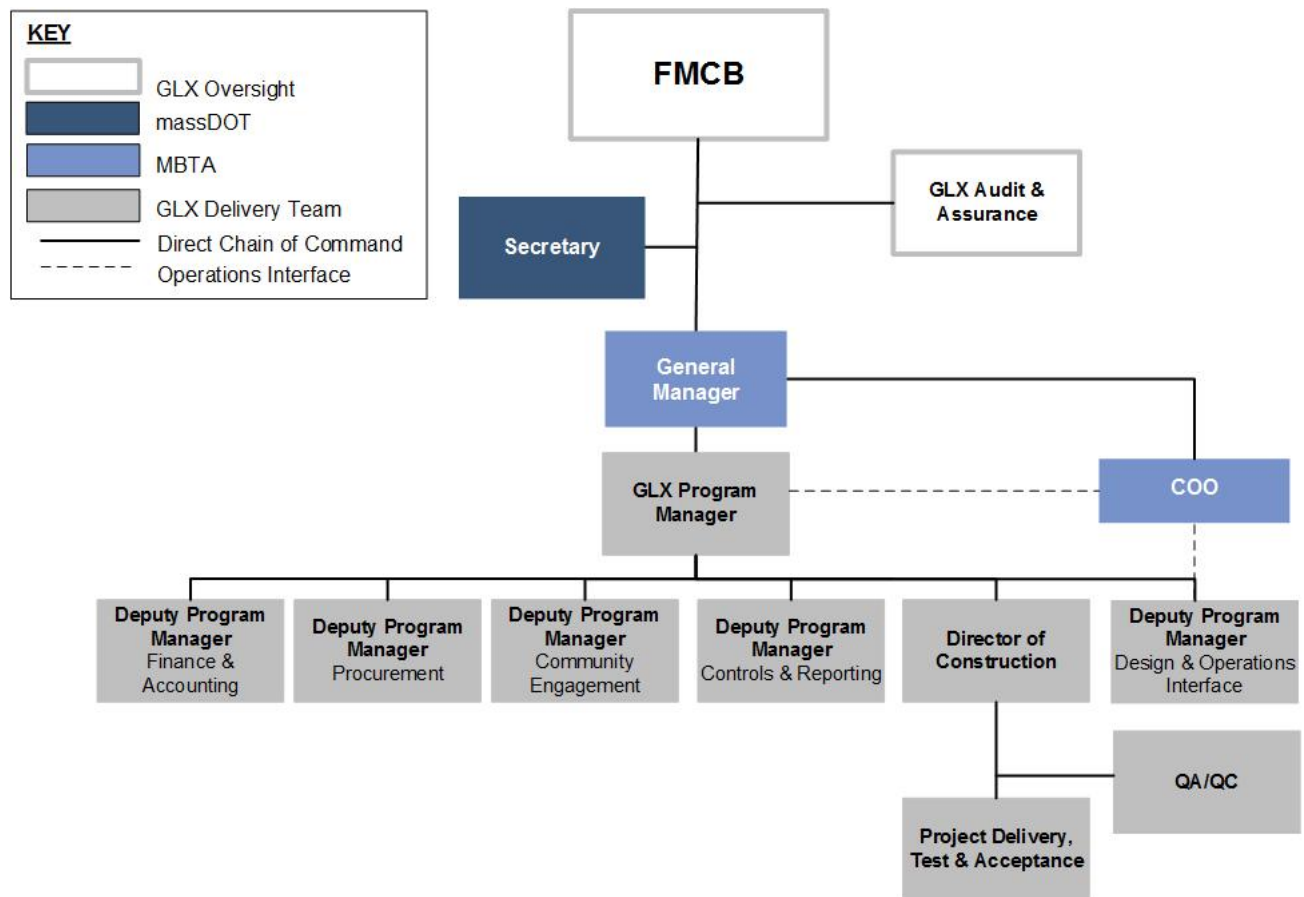 KEY
GLX Oversight
massDOT
MBTA
GLX Delivery Team
Direct Chain of Command
Operations Interface
FMCB
GLX Audit &
Assurance
Secretary
General
Manager
GLX Program
Manager
COO
Deputy Program
Manager
Finance &
Accounting
Deputy Program
Manager
Procurement
Deputy Program
Manager
Community
Engagement
Deputy Program
Manager
Controls & Reporting
Director of
Construction
Deputy Program
Manager
Design & Operations
Interface
QA/QC
Project Delivery,
Test & Acceptance